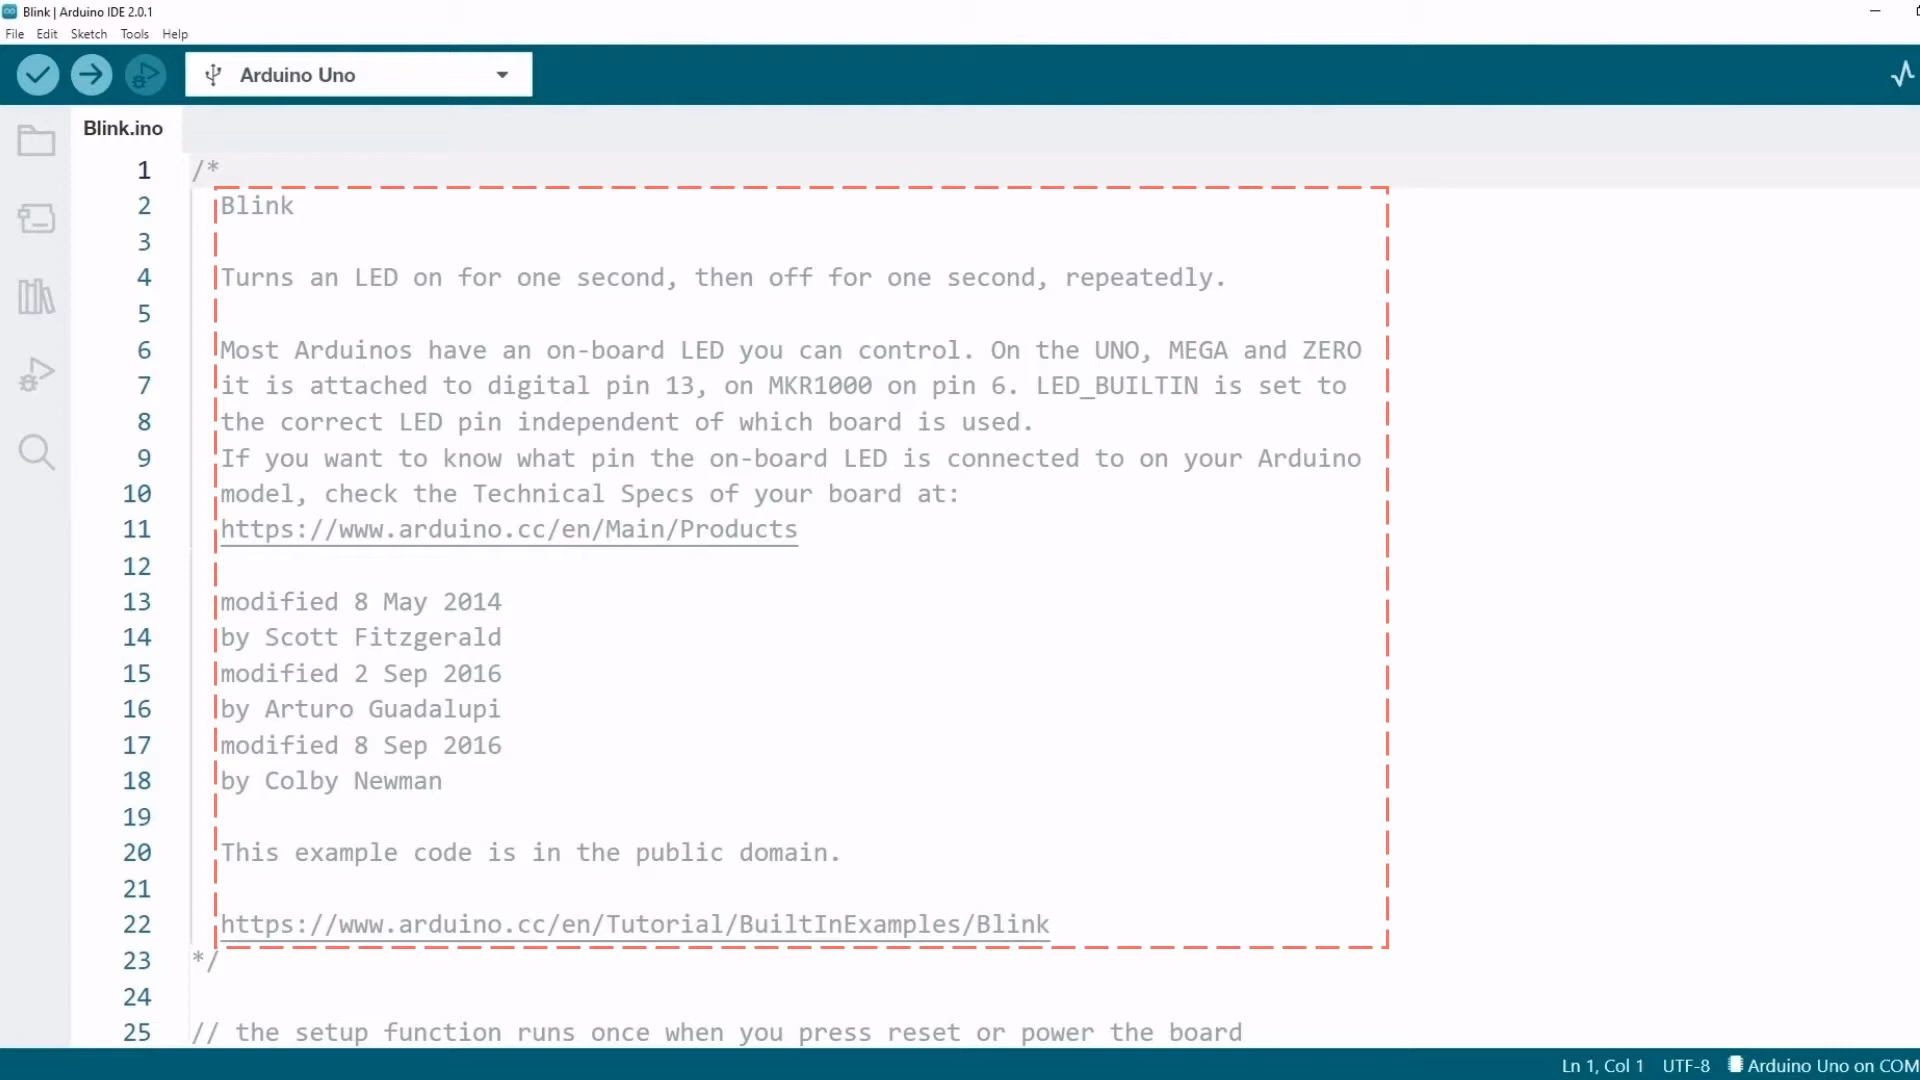 Blink | Arduino IDE 2.0.1
File Edit Sketch Tools Help
Arduino Uno
Blink.ino
1 /*
2 Blink
3
4 Turns an LED on for one second, then off for one second, repeatedly.
5
6 Most Arduinos have an on-board LED you can control. On the UNO, MEGA and ZERO
7 it is attached to digital pin 13, on MKR1000 on pin 6. LED_BUILTIN is set to
8 the correct LED pin independent of which board is used.
9 If you want to know what pin the on-board LED is connected to on your Arduino
10 model, check the Technical Specs of your board at:
11 https://www.arduino.cc/en/Main/Products
12
13 modified 8 May 2014
14 by Scott Fitzgerald
15 modified 2 Sep 2016
16 by Arturo Guadalupi
17 modified 8 Sep 2016
18 by Colby Newman
19
20 This example code is in the public domain.
21
22 https://www.arduino.cc/en/Tutorial/BuiltInExamples/Blink
23 */
24
25 // the setup function runs once when you press reset or power the board
Ln 1, Col 1 UTF-8 Arduino Uno on COM